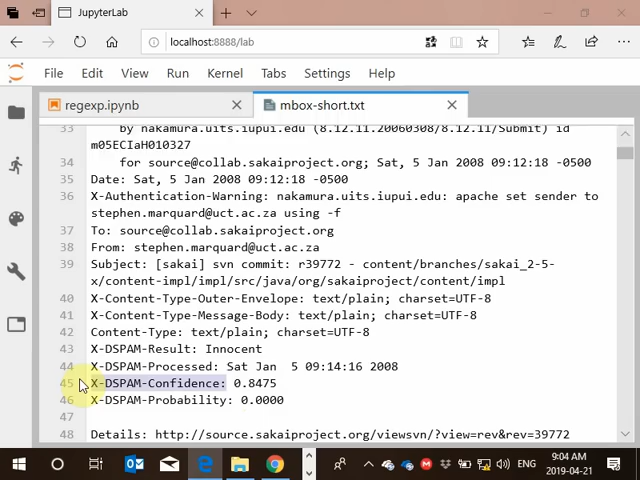 JupyterLab
localhost:8888/lab
File Edit View Run Kernel Tabs Settings Help
regexp.ipynb mbox-short.txt
33 by nakamura.uits.iupui.edu (8.12.11.20060308/8.12.11/Submit) id
m05ECIaH010327
34 for source@collab.sakaiproject.org; Sat, 5 Jan 2008 09:12:18 -0500
35 Date: Sat, 5 Jan 2008 09:12:18 -0500
36 X-Authentication-Warning: nakamura.uits.iupui.edu: apache set sender to
stephen.marquard@uct.ac.za using -f
37 To: source@collab.sakaiproject.org
38 From: stephen.marquard@uct.ac.za
39 Subject: [sakai] svn commit: r39772 - content/branches/sakai_2-5-
x/content-impl/impl/src/java/org/sakaiproject/content/impl
40 X-Content-Type-Outer-Envelope: text/plain; charset=UTF-8
41 X-Content-Type-Message-Body: text/plain; charset=UTF-8
42 Content-Type: text/plain; charset=UTF-8
43 X-DSPAM-Result: Innocent
44 X-DSPAM-Processed: Sat Jan  5 09:14:16 2008
45 X-DSPAM-Confidence: 0.8475
46 X-DSPAM-Probability: 0.0000
47
48 Details: http://source.sakaiproject.org/viewsvn/?view=rev&rev=39772
ENG
9:04 AM
2019-04-21